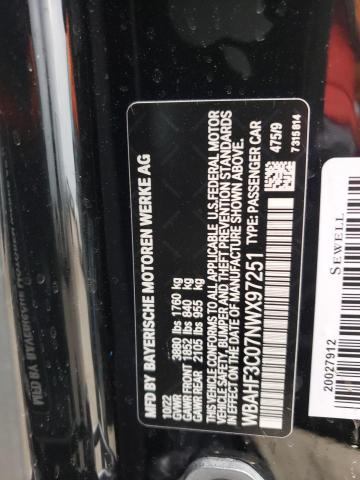 MFD BY BAYERISCHE MOTOREN WERKE AG
10/22
GVWR 3880 lbs 1760 kg
GAWR FRONT 1852 lbs 840 kg
GAWR REAR 2105 lbs 955 kg
THIS VEHICLE CONFORMS TO ALL APPLICABLE U.S. FEDERAL MOTOR
VEHICLE SAFETY, BUMPER AND THEFT PREVENTION STANDARDS
IN EFFECT ON THE DATE OF MANUFACTURE SHOWN ABOVE.
WBAHF3C07NWX97251 TYPE: PASSENGER CAR
475/9
7315814
SEWELL
20027912